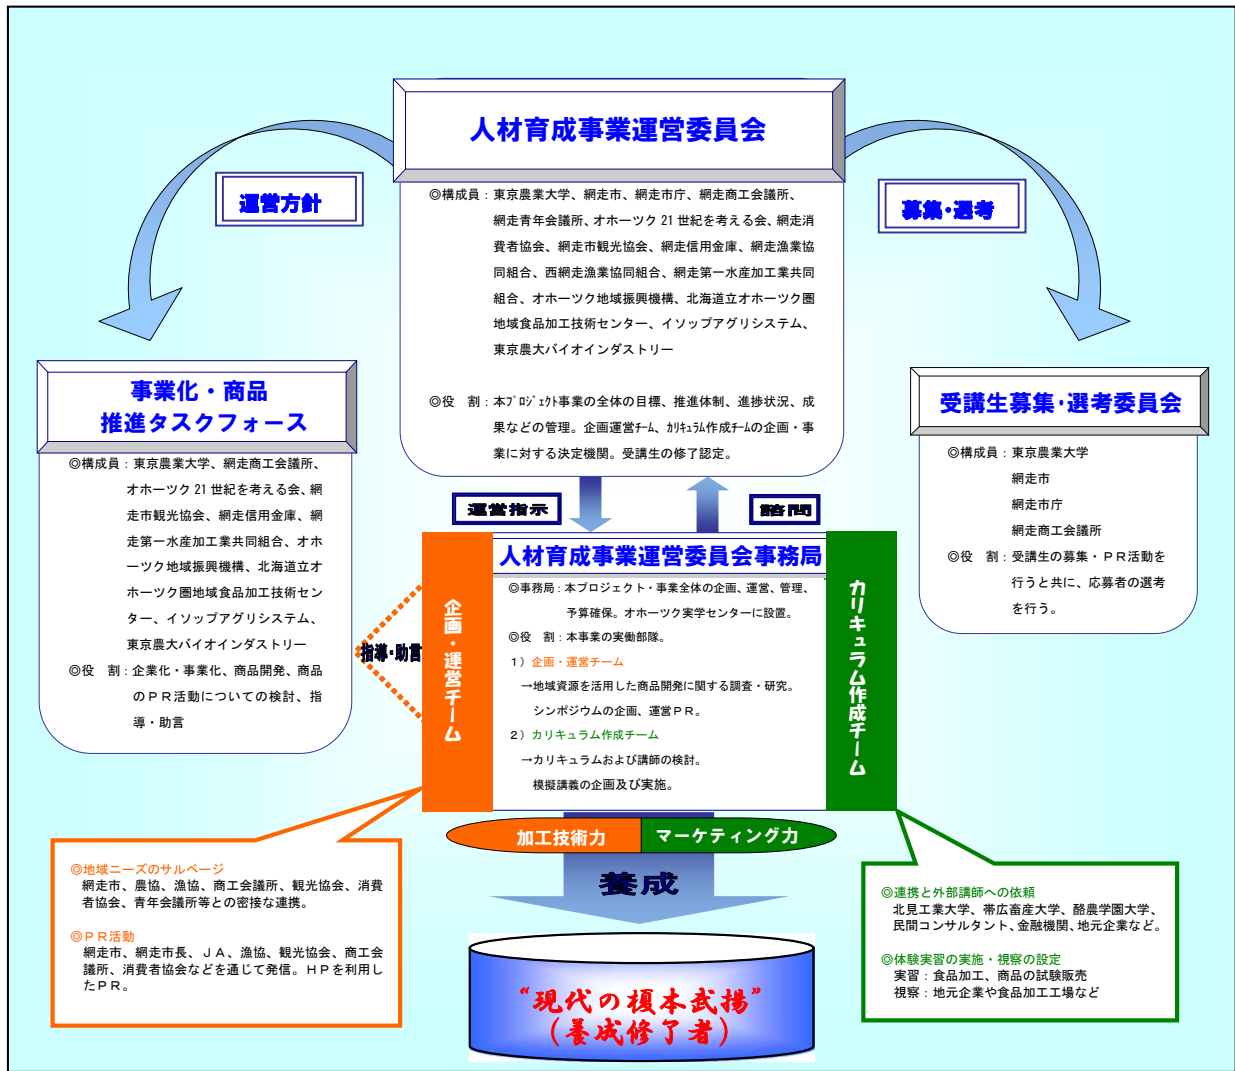 人材育成事業運営委員会
◎構成員：東京農業大学、網走市、網走市庁、網走商工会議所、
網走青年会議所、オホーツク21世紀を考える会、網走消
費者協会、網走市観光協会、網走信用金庫、網走漁業協
同組合、西網走漁業協同組合、網走第一水産加工業共同
組合、オホーツク地域振興機構、北海道立オホーツク圏
地域食品加工技術センター、イソップアグリシステム、
東京農大バイオインダストリー
◎役　割：本ﾌﾟﾛｼﾞｪｸﾄ事業の全体の目標、推進体制、進捗状況、成
果などの管理。企画運営ﾁｰﾑ、ｶﾘｷｭﾗﾑ作成ﾁｰﾑの企画・事
業に対する決定機関。受講生の修了認定。
運営方針
募集・選考
事業化・商品
推進タスクフォース
◎構成員：東京農業大学、網走商工会議所、
オホーツク21世紀を考える会、網
走市観光協会、網走信用金庫、網
走第一水産加工業共同組合、オホ
ーツク地域振興機構、北海道立オ
ホーツク圏地域食品加工技術セン
ター、イソップアグリシステム、
東京農大バイオインダストリー
◎役　割：企業化・事業化、商品開発、商品
のＰＲ活動についての検討、指
導・助言
受講生募集・選考委員会
◎構成員：東京農業大学
網走市
網走市庁
網走商工会議所
◎役　割：受講生の募集・ＰＲ活動を
行うと共に、応募者の選考
を行う。
運営指示
諮問
指導・助言
企画・運営チーム
人材育成事業運営委員会事務局
◎事務局：本プロジェクト・事業全体の企画、運営、管理、
予算確保。オホーツク実学センターに設置。
◎役　割：本事業の実働部隊。
１）企画・運営チーム
→地域資源を活用した商品開発に関する調査・研究。
シンポジウムの企画、運営ＰＲ。
２）カリキュラム作成チーム
→カリキュラムおよび講師の検討。
模擬講義の企画及び実施。
カリキュラム作成チーム
加工技術力
マーケティング力
養成
◎地域ニーズのサルベージ
網走市、農協、漁協、商工会議所、観光協会、消費
者協会、青年会議所等との密接な連携。
◎ＰＲ活動
網走市、網走市長、ＪＡ、漁協、観光協会、商工会
議所、消費者協会などを通じて発信。ＨＰを利用し
たＰＲ。
◎連携と外部講師への依頼
北見工業大学、帯広畜産大学、酪農学園大学、
民間コンサルタント、金融機関、地元企業など。
◎体験実習の実施・視察の設定
実習：食品加工、商品の試験販売
視察：地元企業や食品加工工場など
“現代の榎本武揚”
（養成修了者）